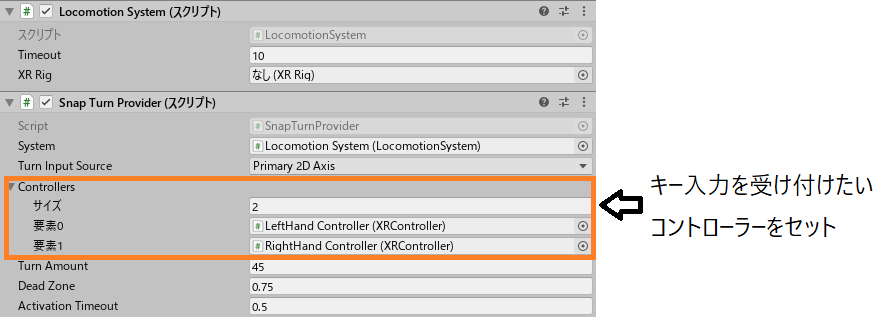 Locomotion System (スクリプト)
スクリプト
LocomotionSystem
Timeout
10
XR Rig
なし (XR Rig)
Snap Turn Provider (スクリプト)
Script
SnapTurnProvider
System
Locomotion System (LocomotionSystem)
Turn Input Source
Primary 2D Axis
Controllers
サイズ
2
要素0
LeftHand Controller (XRController)
要素1
RightHand Controller (XRController)
Turn Amount
45
Dead Zone
0.75
Activation Timeout
0.5
キー入力を受け付けたい
コントローラーをセット